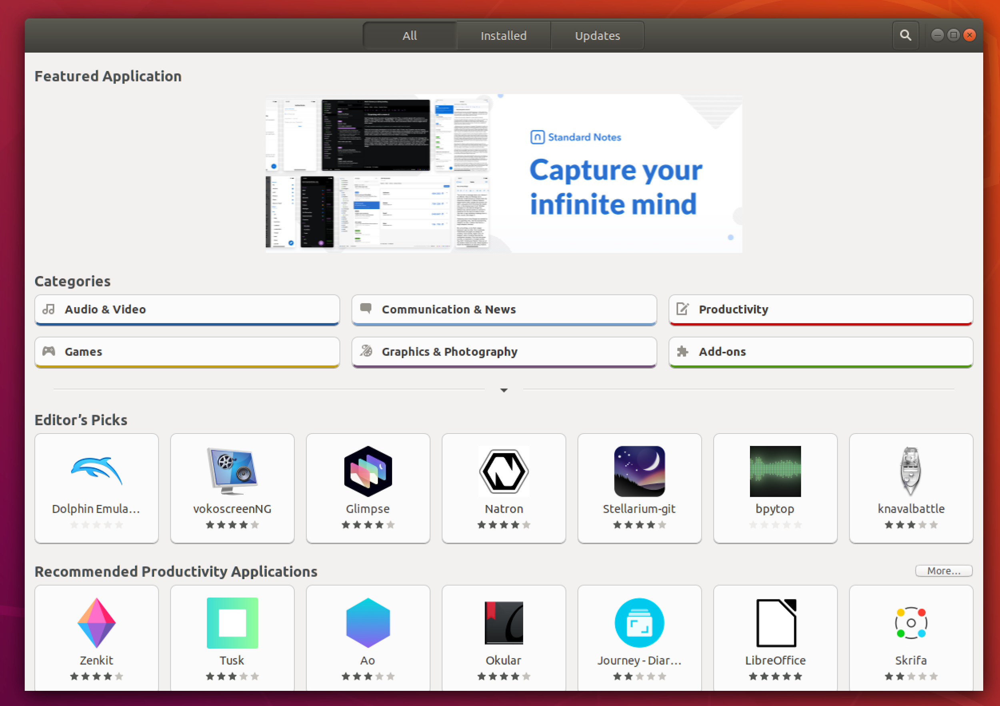 All
Installed
Updates
Featured Application
Standard Notes
Capture your
infinite mind
Categories
Audio & Video
Communication & News
Productivity
Games
Graphics & Photography
Add-ons
Editor’s Picks
Dolphin Emula...
vokoscreenNG
Glimpse
Natron
Stellarium-git
bpytop
knavalbattle
Recommended Productivity Applications
More...
Zenkit
Tusk
Ao
Okular
Journey - Diar...
LibreOffice
Skrifa